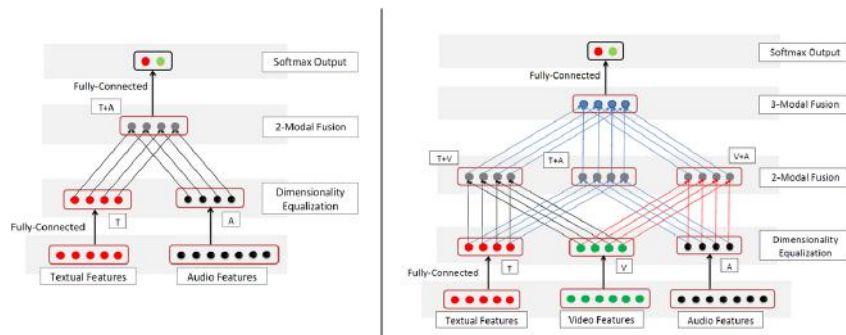 Softmax Output
Fully-Connected
T+A
2-Modal Fusion
Dimensionality
Equalization
T
A
Fully-Connected
Textual Features
Audio Features
Softmax Output
Fully-Connected
3-Modal Fusion
T+V
T+A
V+A
2-Modal Fusion
Dimensionality
Equalization
T
V
A
Fully-Connected
Textual Features
Video Features
Audio Features